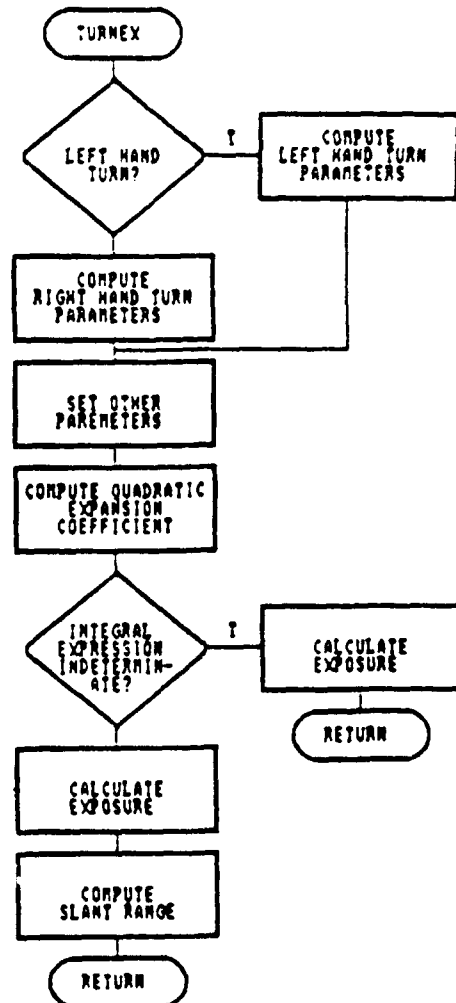 TURNEX
LEFT HAND
TURN?
T
COMPUTE
LEFT HAND TURN
PARAMETERS
COMPUTE
RIGHT HAND TURN
PARAMETERS
SET OTHER
PAREMETERS
COMPUTE QUADRATIC
EXPANSION
COEFFICIENT
INTEGRAL
EXPRESSION
INDETERMIN-
ATE?
T
CALCULATE
EXPOSURE
RETURN
CALCULATE
EXPOSURE
COMPUTE
SLANT RANGE
RETURN